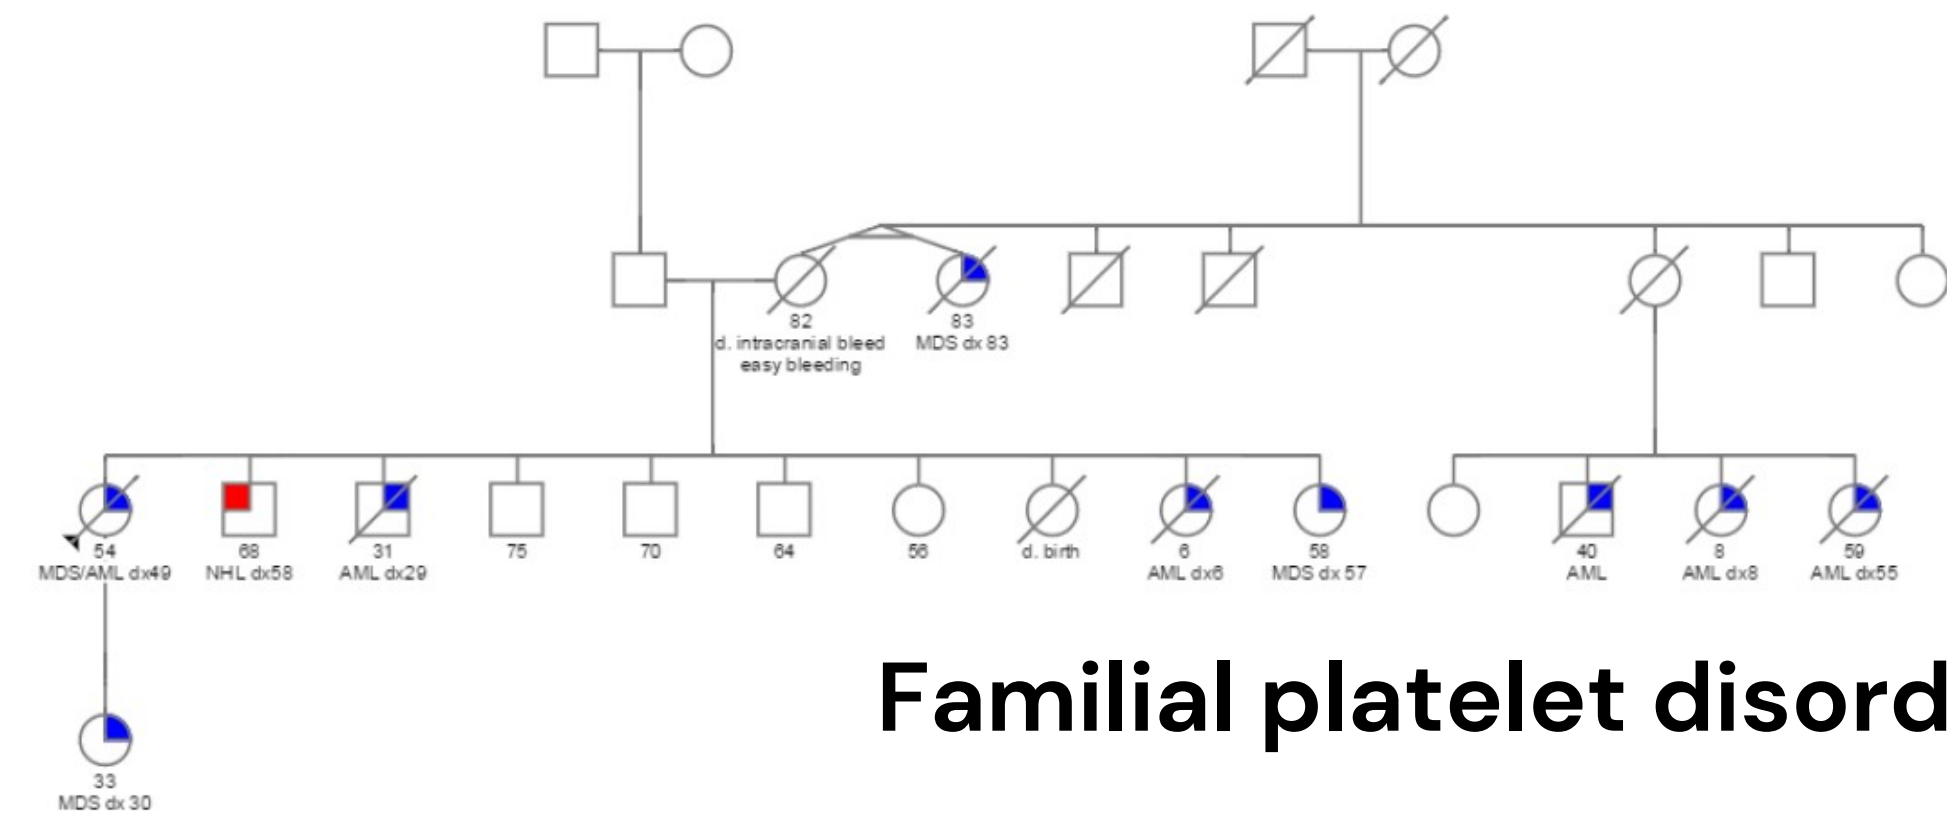 82
d. intracranial bleed
easy bleeding
83
MDS dx 83
54
MDS/AML dx49
68
NHL dx58
31
AML dx29
75
70
64
56
d. birth
6
AML dx6
58
MDS dx 57
40
AML
8
AML dx8
59
AML dx55
Familial platelet disord
33
MDS dx 30